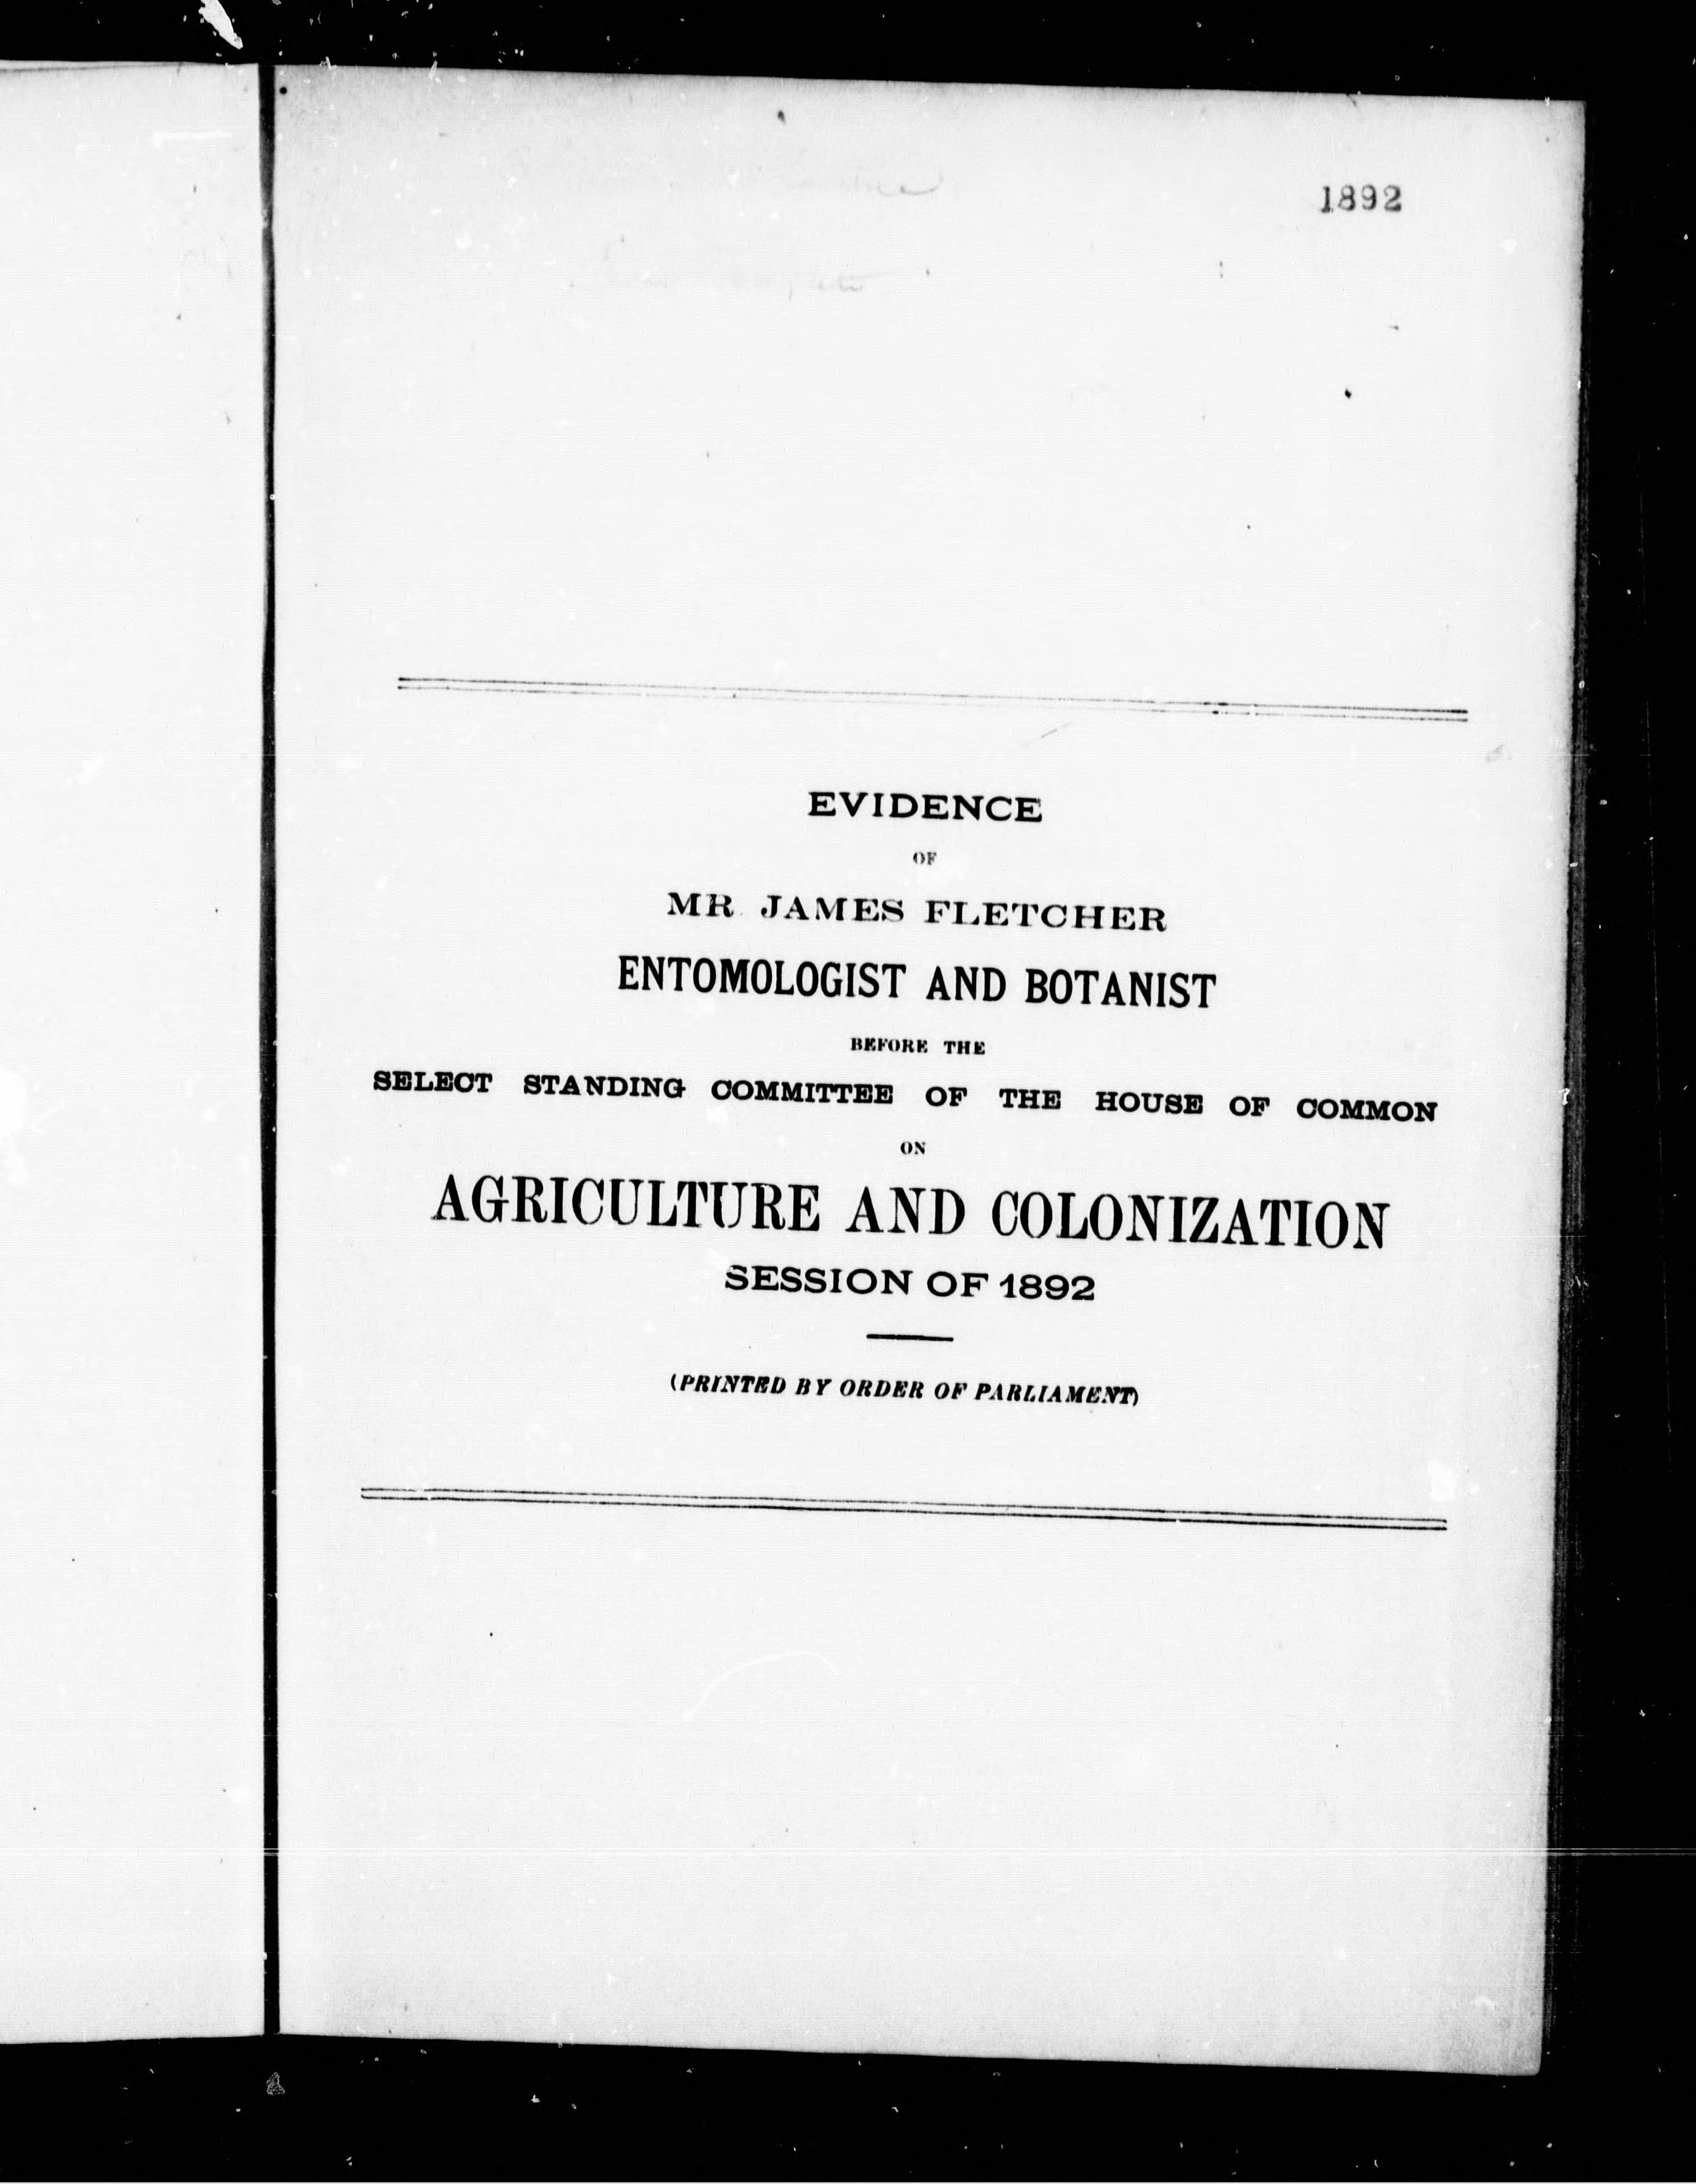 1892
EVIDENCE
OF
MR JAMES FLETCHER
ENTOMOLOGIST AND BOTANIST
BEFORE THE
SELECT STANDING COMMITTEE OF THE HOUSE OF COMMON
ON
AGRICULTURE AND COLONIZATION
SESSION OF 1892
(PRINTED BY ORDER OF PARLIAMENT)